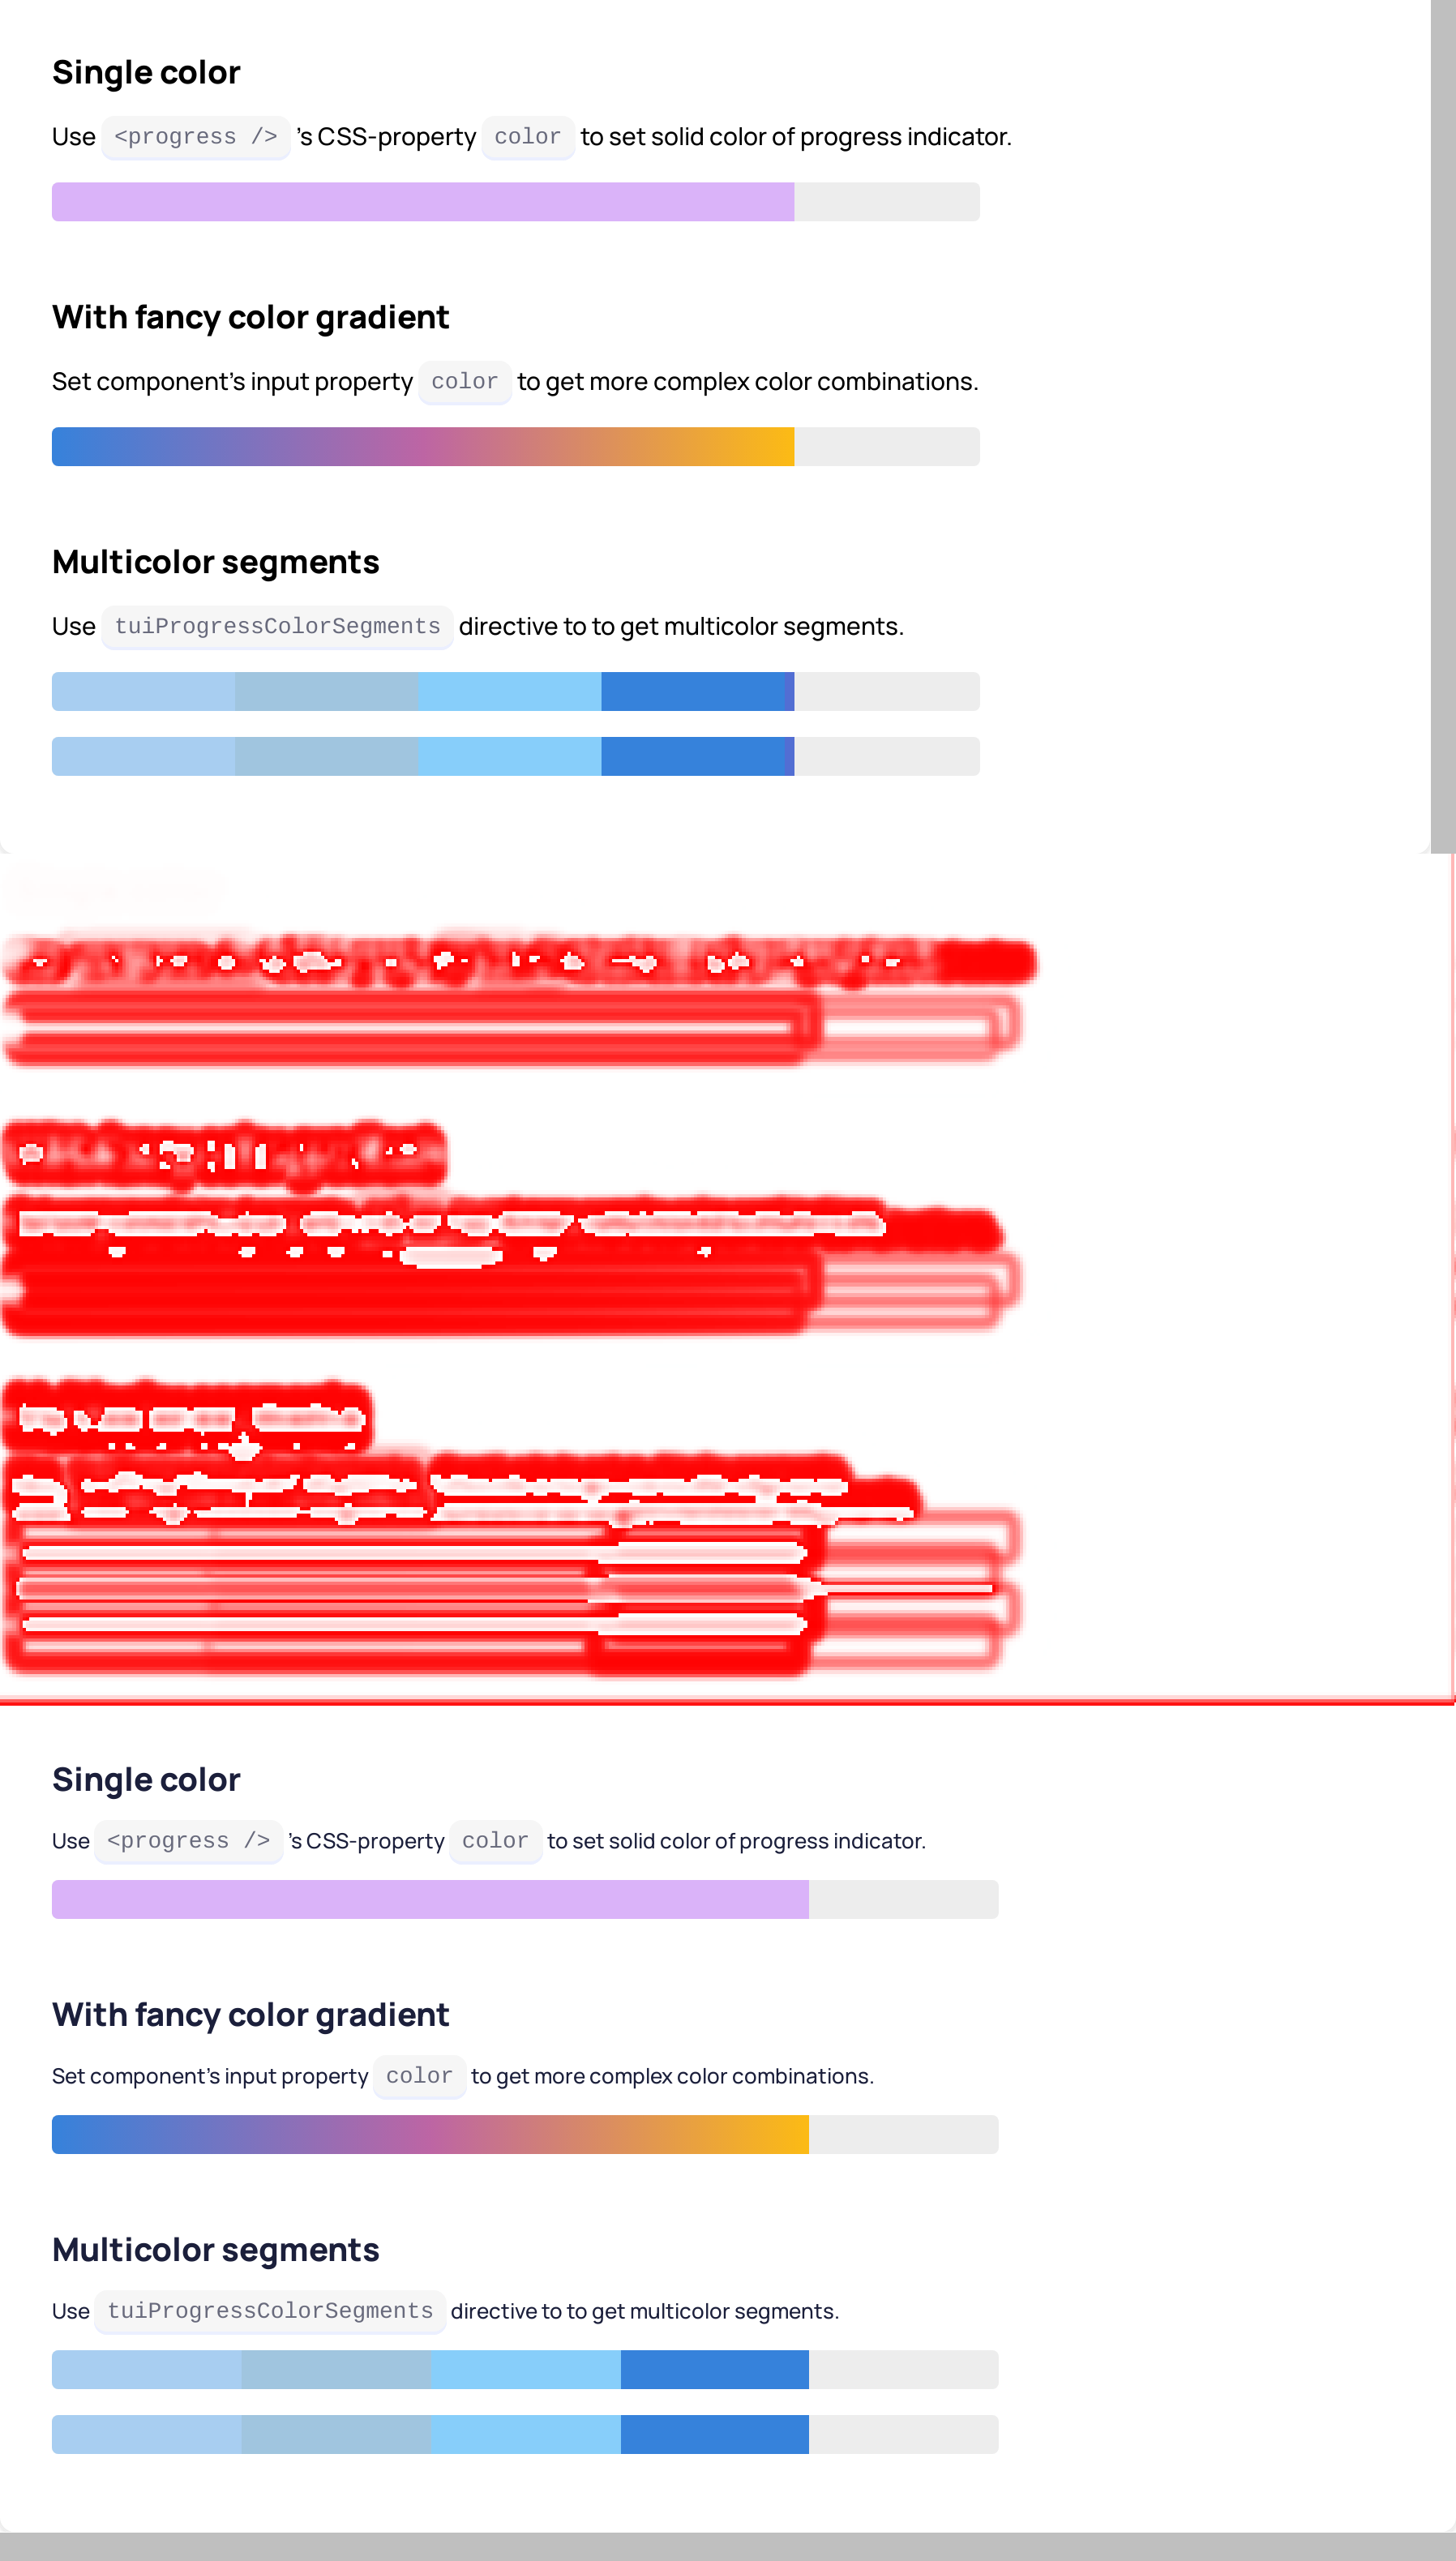 Single color
Use <progress /> 's CSS-property color to set solid color of progress indicator.
With fancy color gradient
Set component's input property color to get more complex color combinations.
Multicolor segments
Use tuiProgressColorSegments directive to to get multicolor segments.
Single color
Use <progress /> 's CSS-property color to set solid color of progress indicator.
With fancy color gradient
Set component's input property color to get more complex color combinations.
Multicolor segments
Use tuiProgressColorSegments directive to to get multicolor segments.